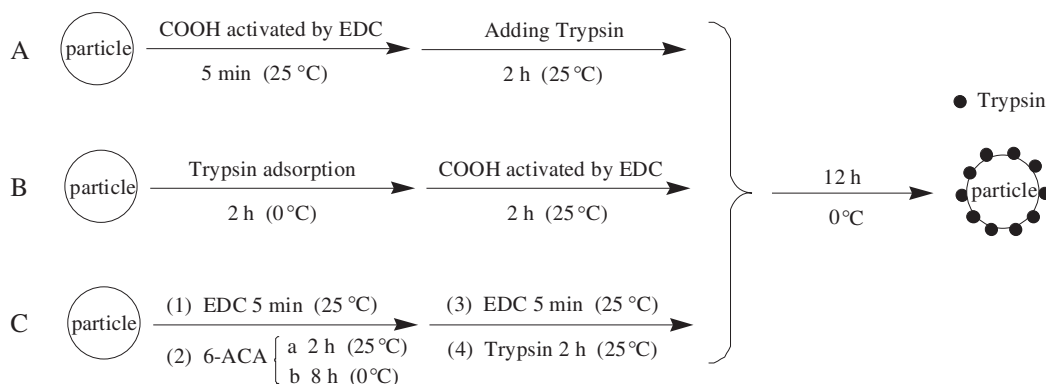 A particle COOH activated by EDC Adding Trypsin
5 min (25 °C) 2 h (25°C)
Trypsin
B particle Trypsin adsorption COOH activated by EDC 12 h particle
2 h (0°C) 2 h (25°C) 0°C
C particle (1) EDC 5 min (25 °C) (3) EDC 5 min (25 °C)
(2) 6-ACA a 2 h (25°C) (4) Trypsin 2 h (25°C)
b 8 h (0°C)